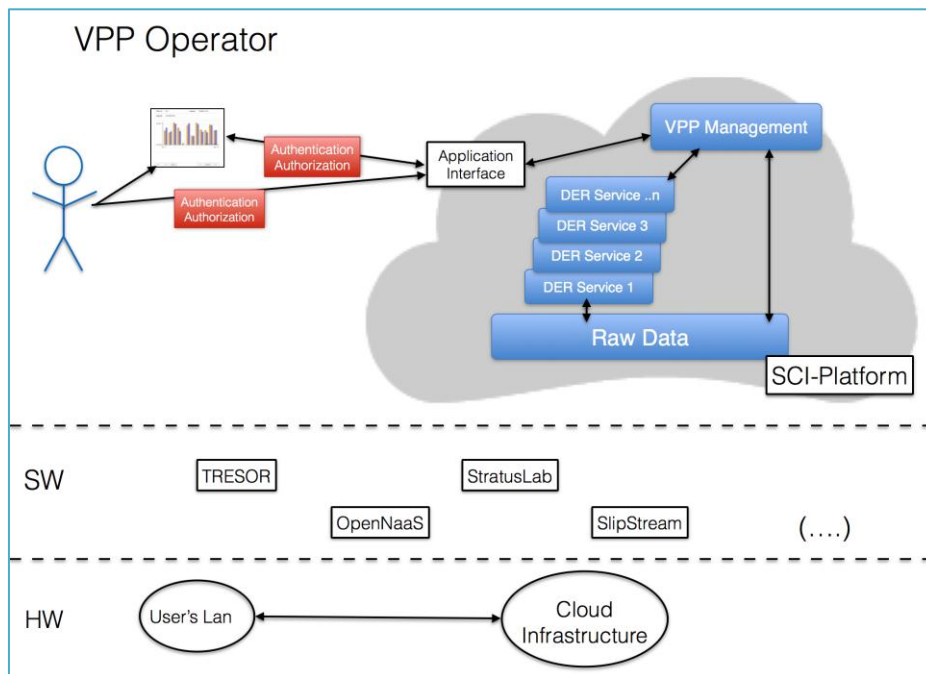 VPP Operator
Authentication
Authorization
Authentication
Authorization
Application
Interface
VPP Management
DER Service ..n
DER Service 3
DER Service 2
DER Service 1
Raw Data
SCI-Platform
SW
TRESOR
StratusLab
OpenNaaS
SlipStream
(....)
HW
User's Lan
Cloud
Infrastructure